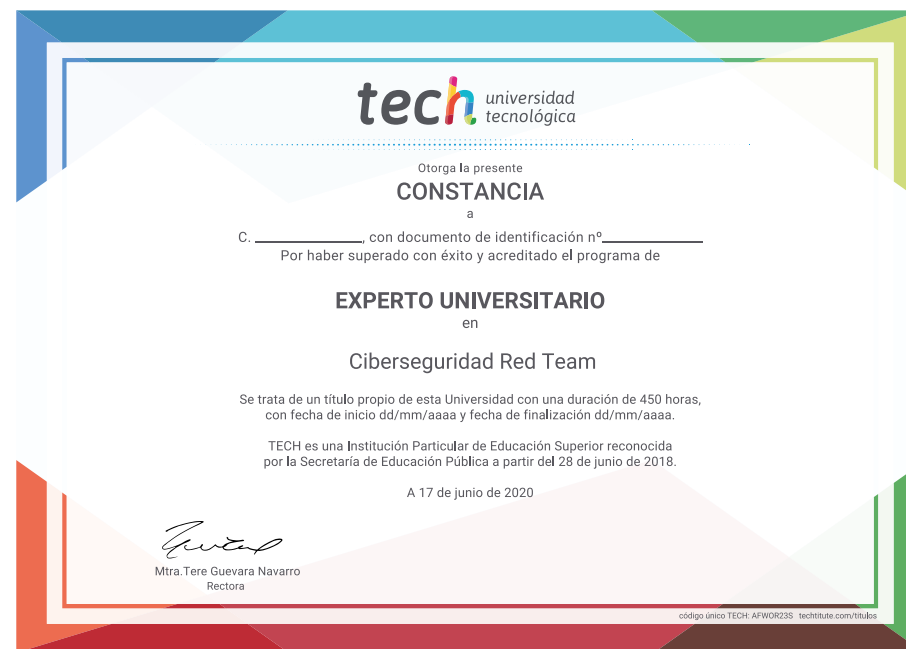 tech universidad
tecnológica
Otorga la presente
CONSTANCIA
a
C. ____________, con documento de identificación nº____________
Por haber superado con éxito y acreditado el programa de
EXPERTO UNIVERSITARIO
en
Ciberseguridad Red Team
Se trata de un título propio de esta Universidad con una duración de 450 horas,
con fecha de inicio dd/mm/aaaa y fecha de finalización dd/mm/aaaa.
TECH es una Institución Particular de Educación Superior reconocida
por la Secretaría de Educación Pública a partir del 28 de junio de 2018.
A 17 de junio de 2020
Mtra.Tere Guevara Navarro
Rectora
código único TECH: AFWOR23S techtitute.com/titulos